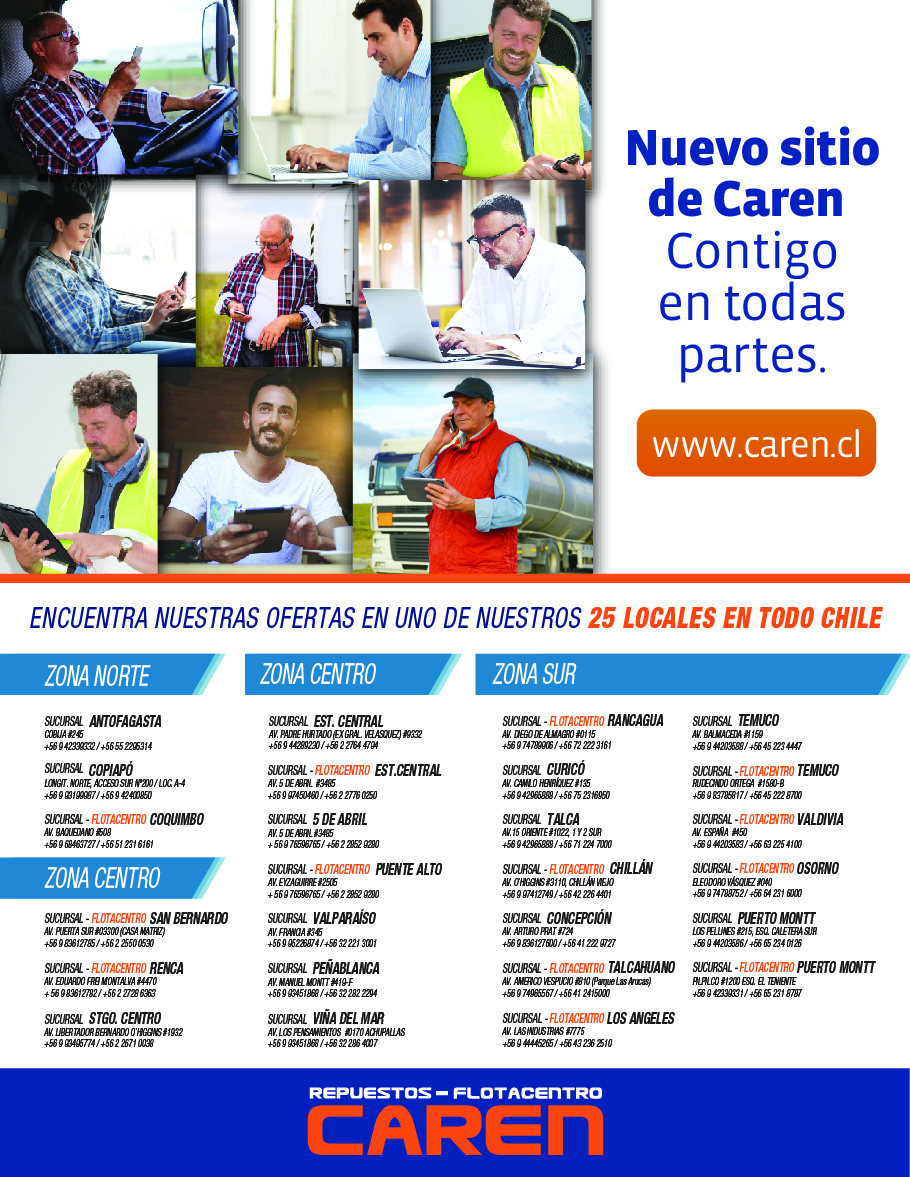 Nuevo sitio
de Caren
Contigo
en todas
partes.
www.caren.cl
ENCUENTRA NUESTRAS OFERTAS EN UNO DE NUESTROS 25 LOCALES EN TODO CHILE
ZONA NORTE
SUCURSAL ANTOFAGASTA
COBIJA #245
+56 9 42339332 / +56 55 2295314
SUCURSAL COPIAPÓ
LONGIT. NORTE, ACCESO SUR Nº200 / LOC. A-4
+56 9 93199987 / +56 9 42400850
SUCURSAL - FLOTACENTRO COQUIMBO
AV. BAQUEDANO #508
+56 9 68463727 / +56 51 231 6161
ZONA CENTRO
SUCURSAL - FLOTACENTRO SAN BERNARDO
AV. PUERTA SUR #03300 (CASA MATRIZ)
+56 9 83612785 / +56 2 2550 0530
SUCURSAL - FLOTACENTRO RENCA
AV. EDUARDO FREI MONTALVA #4470
+ 56 9 83612782 / +56 2 2728 6363
SUCURSAL STGO. CENTRO
AV. LIBERTADOR BERNARDO O'HIGGINS #1932
+56 9 93495774 / +56 2 2671 0038
ZONA CENTRO
SUCURSAL EST. CENTRAL
AV. PADRE HURTADO (EX GRAL. VELASQUEZ) #9332
+56 9 44289230 / +56 2 2764 4794
SUCURSAL - FLOTACENTRO EST.CENTRAL
AV. 5 DE ABRIL #3485
+56 9 97450460 / +56 2 2776 0250
SUCURSAL 5 DE ABRIL
AV. 5 DE ABRIL #3485
+ 56 9 76596765 / +56 2 2852 9280
SUCURSAL - FLOTACENTRO PUENTE ALTO
AV. EYZAGUIRRE #2505
+ 56 9 76596765 / +56 2 2852 9280
SUCURSAL VALPARAÍSO
AV. FRANCIA #345
+56 9 96226874 / +56 32 221 3001
SUCURSAL PEÑABLANCA
AV. MANUEL MONTT #419-F
+56 9 93451868 / +56 32 282 2294
SUCURSAL VIÑA DEL MAR
AV. LOS PENSAMIENTOS #0170 ACHUPALLAS
+56 9 93451868 / +56 32 286 4007
ZONA SUR
SUCURSAL - FLOTACENTRO RANCAGUA
AV. DIEGO DE ALMAGRO #0115
+56 9 74789906 / +56 72 222 3161
SUCURSAL CURICÓ
AV. CAMILO HENRÍQUEZ #135
+56 9 42965888 / +56 75 2316950
SUCURSAL TALCA
AV.15 ORIENTE #1022, 1 Y 2 SUR
+56 9 42965889 / +56 71 224 7000
SUCURSAL - FLOTACENTRO CHILLÁN
AV. O'HIGGINS #3110, CHILLÁN VIEJO
+56 9 97412749 / +56 42 226 4401
SUCURSAL CONCEPCIÓN
AV. ARTURO PRAT #724
+56 9 836127600 / +56 41 222 9727
SUCURSAL - FLOTACENTRO TALCAHUANO
AV. AMERICO VESPUCIO #810 (Parque Las Arucas)
+56 9 74965567 / +56 41 2415000
SUCURSAL - FLOTACENTRO LOS ANGELES
AV. LAS INDUSTRIAS #7775
+56 9 44445265 / +56 43 236 2510
SUCURSAL TEMUCO
AV. BALMACEDA #1159
+56 9 44203588 / +56 45 223 4447
SUCURSAL - FLOTACENTRO TEMUCO
RUDECINDO ORTEGA #1580-B
+56 9 63785817 / +56 45 222 8700
SUCURSAL - FLOTACENTRO VALDIVIA
AV. ESPAÑA #450
+56 9 44203583 / +56 63 225 4100
SUCURSAL - FLOTACENTRO OSORNO
ELEODORO VÁSQUEZ #040
+56 9 74798752 / +56 64 231 6000
SUCURSAL PUERTO MONTT
LOS PELLINES #215, ESQ. CALETERA SUR
+56 9 44203586 / +56 65 234 0126
SUCURSAL - FLOTACENTRO PUERTO MONTT
PILPILCO #1200 ESQ. EL TENIENTE
+56 9 42339331 / +56 65 231 8787
REPUESTOS – FLOTACENTRO
CAREN